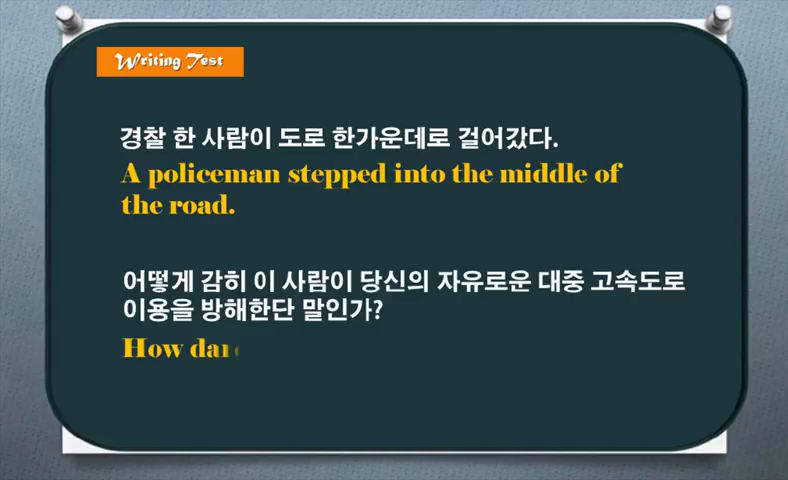 Writing Test
경찰 한 사람이 도로 한가운데로 걸어갔다.
A policeman stepped into the middle of
the road.
어떻게 감히 이 사람이 당신의 자유로운 대중 고속도로
이용을 방해한단 말인가?
How